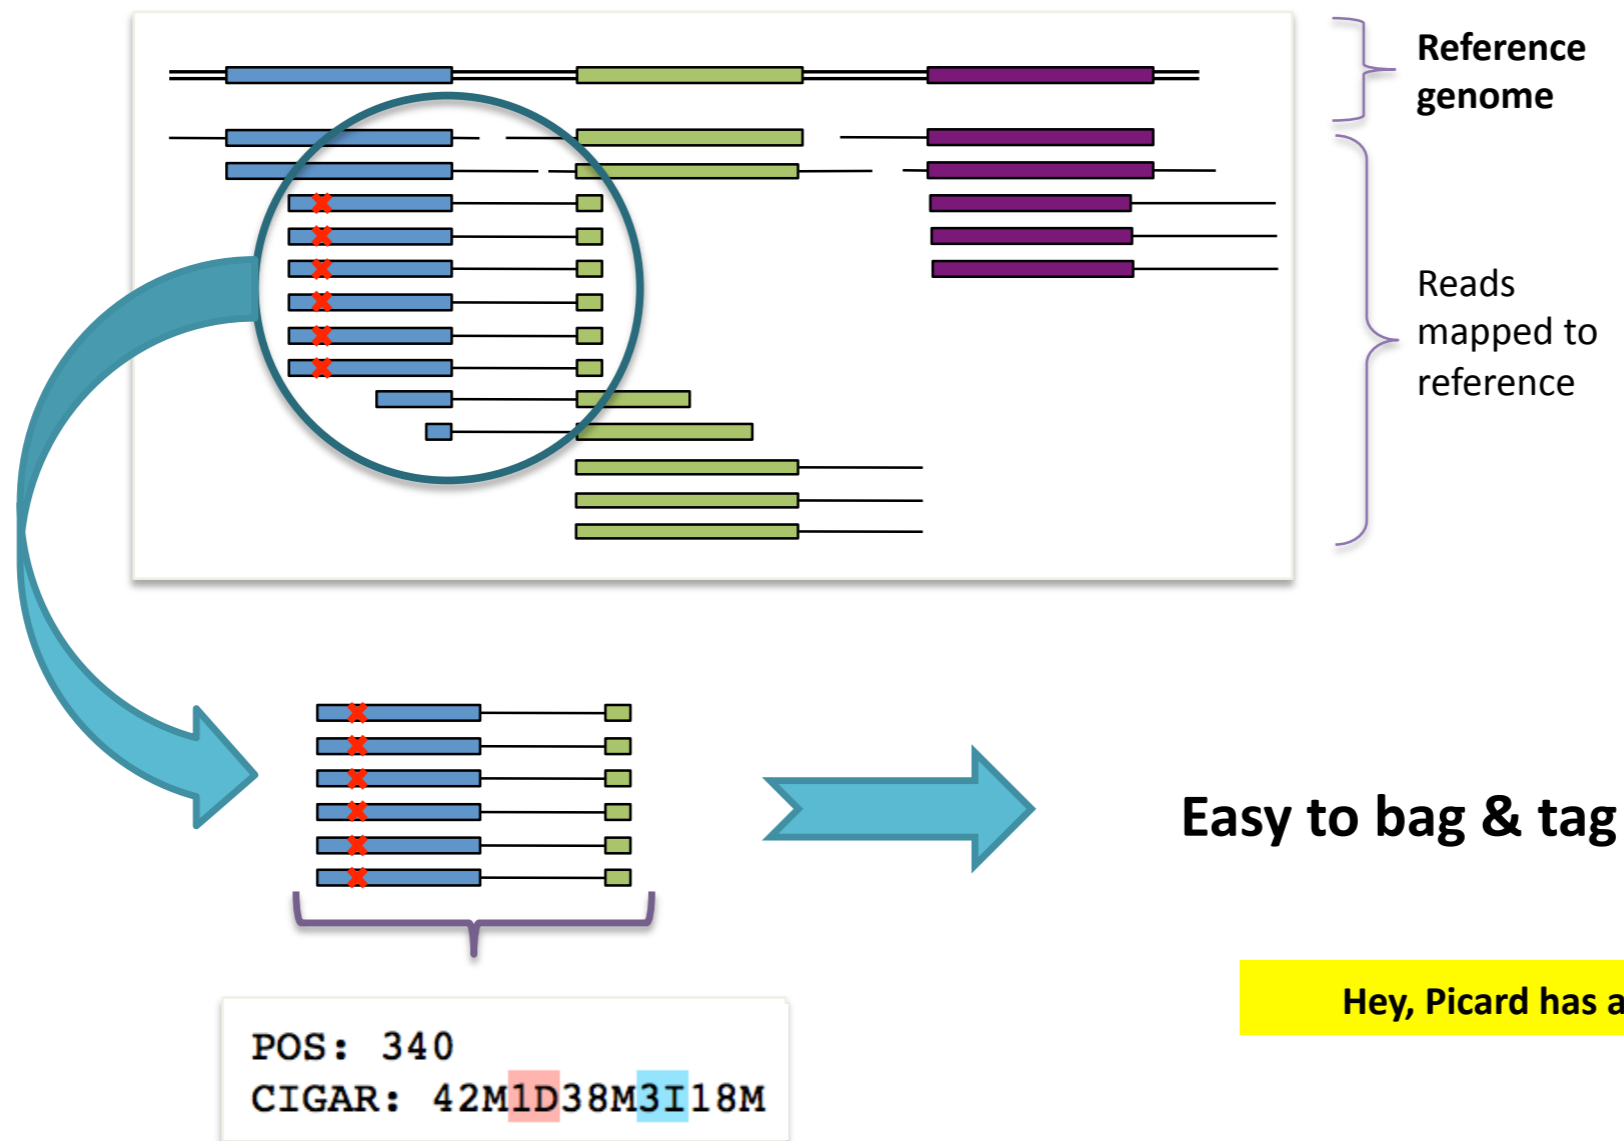 Reference
genome
Reads
mapped to
reference
Easy to bag & tag
Hey, Picard has a
POS: 340
CIGAR: 42M1D38M3I18M